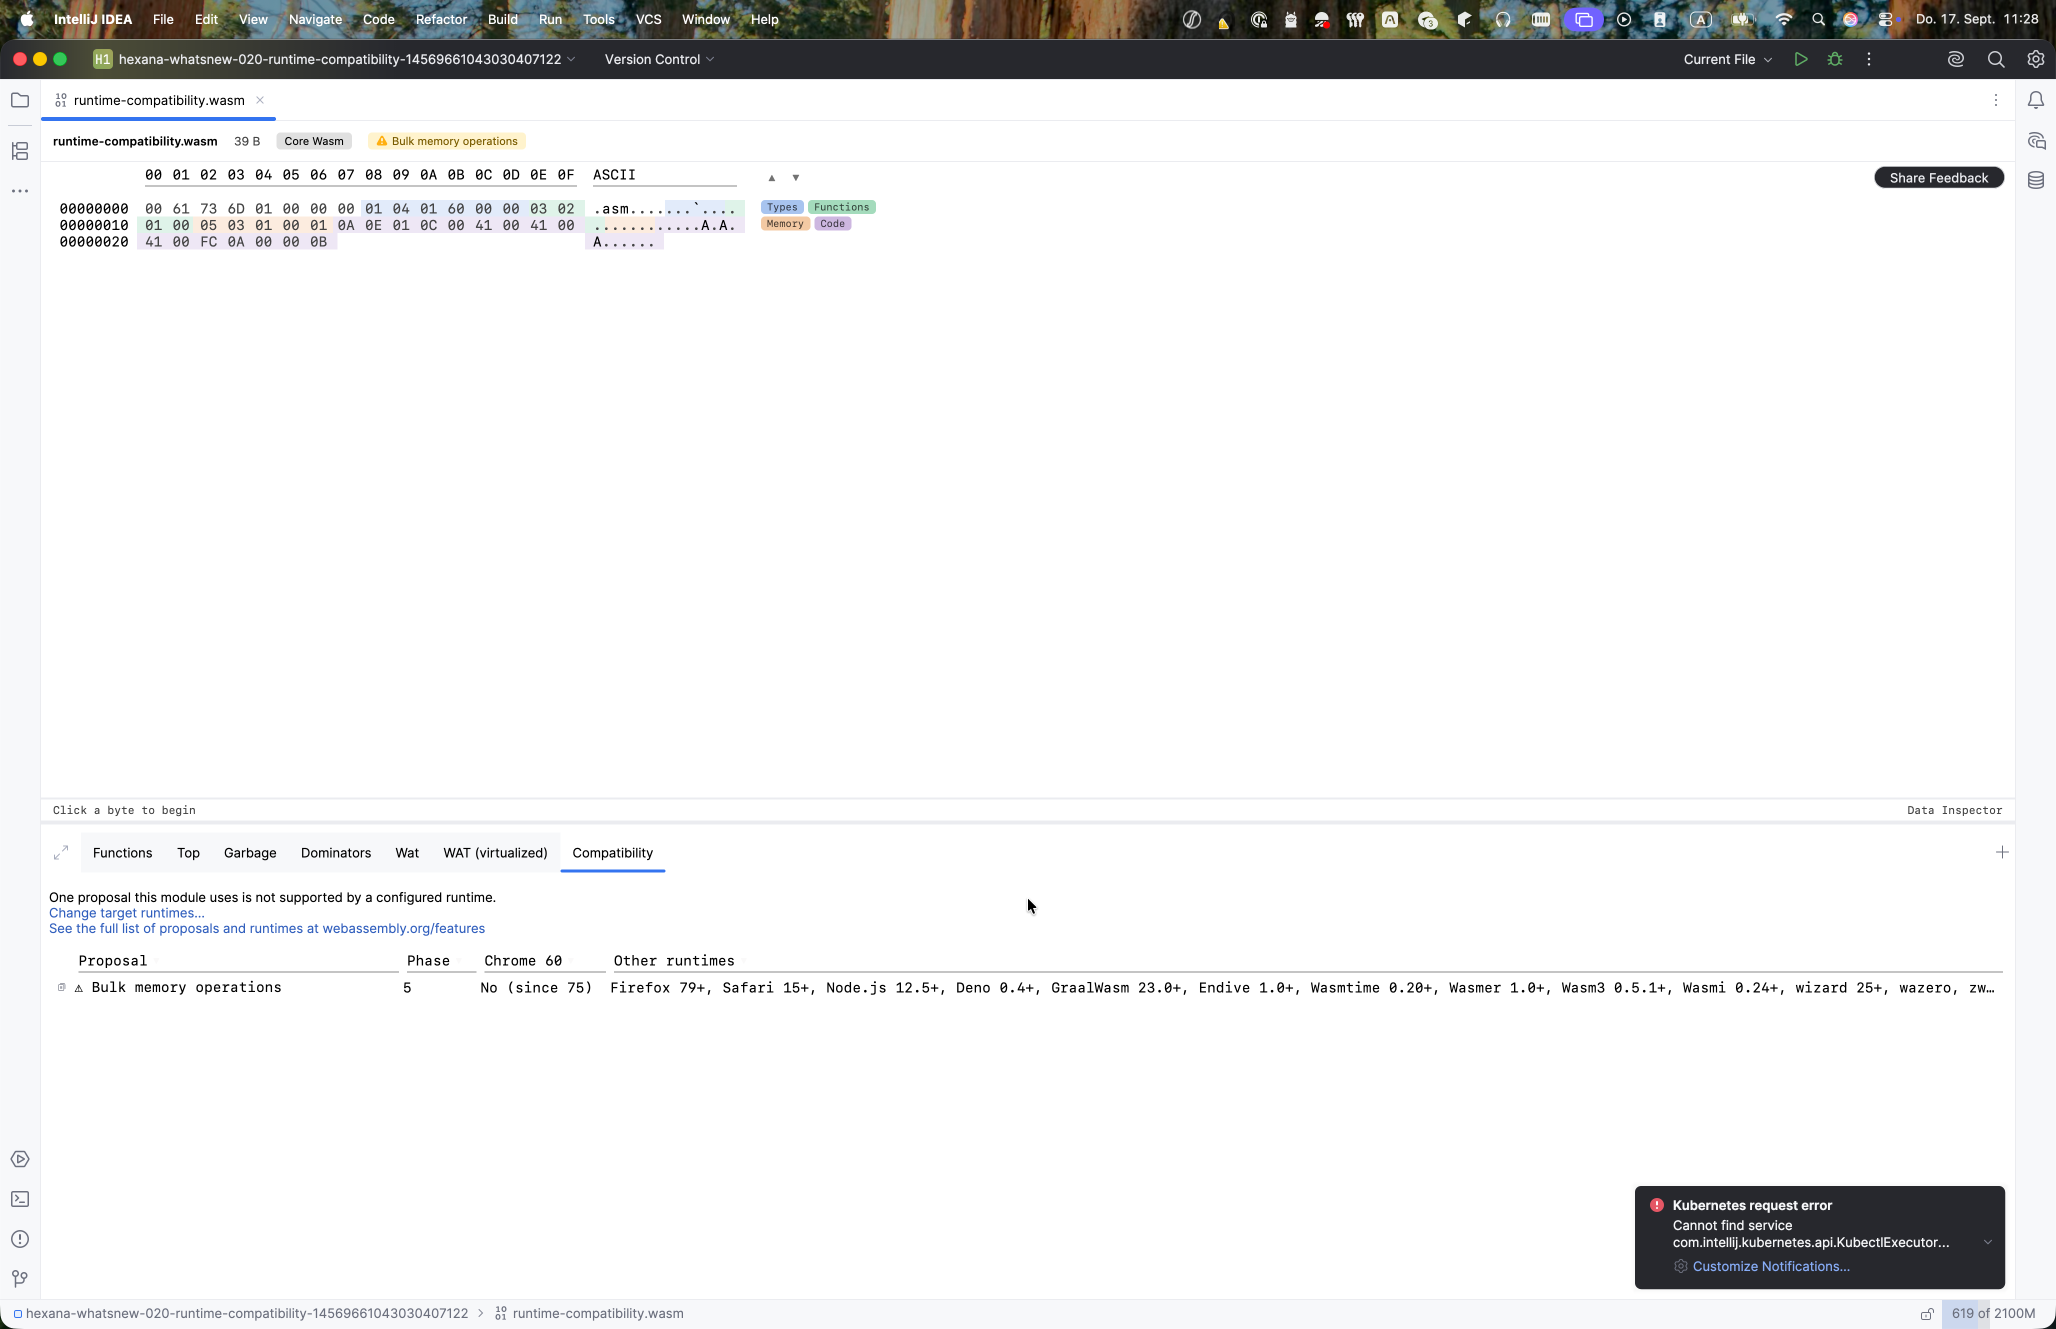 IntelliJ IDEA File Edit View Navigate Code Refactor Build Run Tools VCS Window Help Do. 17. Sept. 11:28
H1 hexana-whatsnew-020-runtime-compatibility-14569661043030407122 Version Control Current File
runtime-compatibility.wasm
runtime-compatibility.wasm 39 B Core Wasm Bulk memory operations
00 01 02 03 04 05 06 07 08 09 0A 0B 0C 0D 0E 0F ASCII
Share Feedback
00000000 00 61 73 6D 01 00 00 00 01 04 01 60 00 00 03 02 .asm.......`.... Types Functions
00000010 01 00 05 03 01 00 01 0A 0E 01 0C 00 41 00 41 00 ............A.A. Memory Code
00000020 41 00 FC 0A 00 00 0B A......
Click a byte to begin Data Inspector
Functions Top Garbage Dominators Wat WAT (virtualized) Compatibility
One proposal this module uses is not supported by a configured runtime.
Change target runtimes...
See the full list of proposals and runtimes at webassembly.org/features
Proposal Phase Chrome 60 Other runtimes
Bulk memory operations 5 No (since 75) Firefox 79+, Safari 15+, Node.js 12.5+, Deno 0.4+, GraalWasm 23.0+, Endive 1.0+, Wasmtime 0.20+, Wasmer 1.0+, Wasm3 0.5.1+, Wasmi 0.24+, wizard 25+, wazero, zw…
Kubernetes request error
Cannot find service
com.intellij.kubernetes.api.KubectlExecutor...
Customize Notifications...
hexana-whatsnew-020-runtime-compatibility-14569661043030407122 > runtime-compatibility.wasm 619 of 2100M